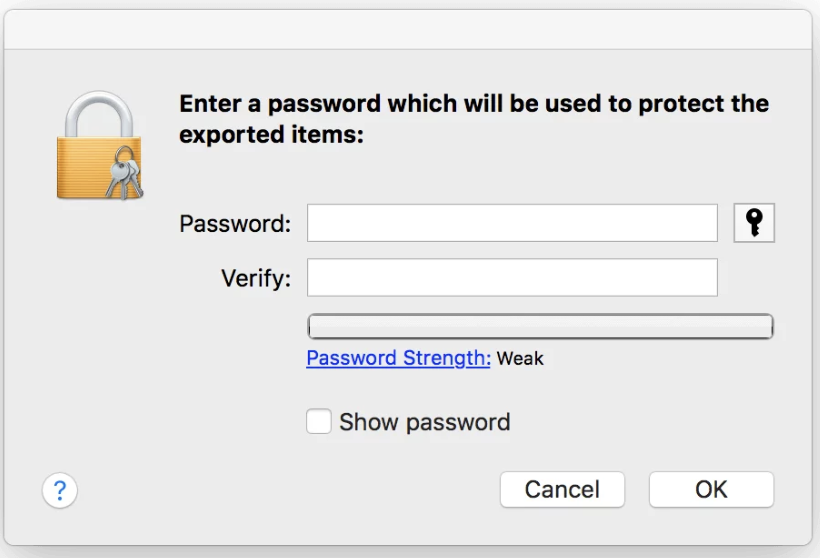 Enter a password which will be used to protect the
exported items:
Password:
Verify:
Password Strength: Weak
Show password
?
Cancel
OK